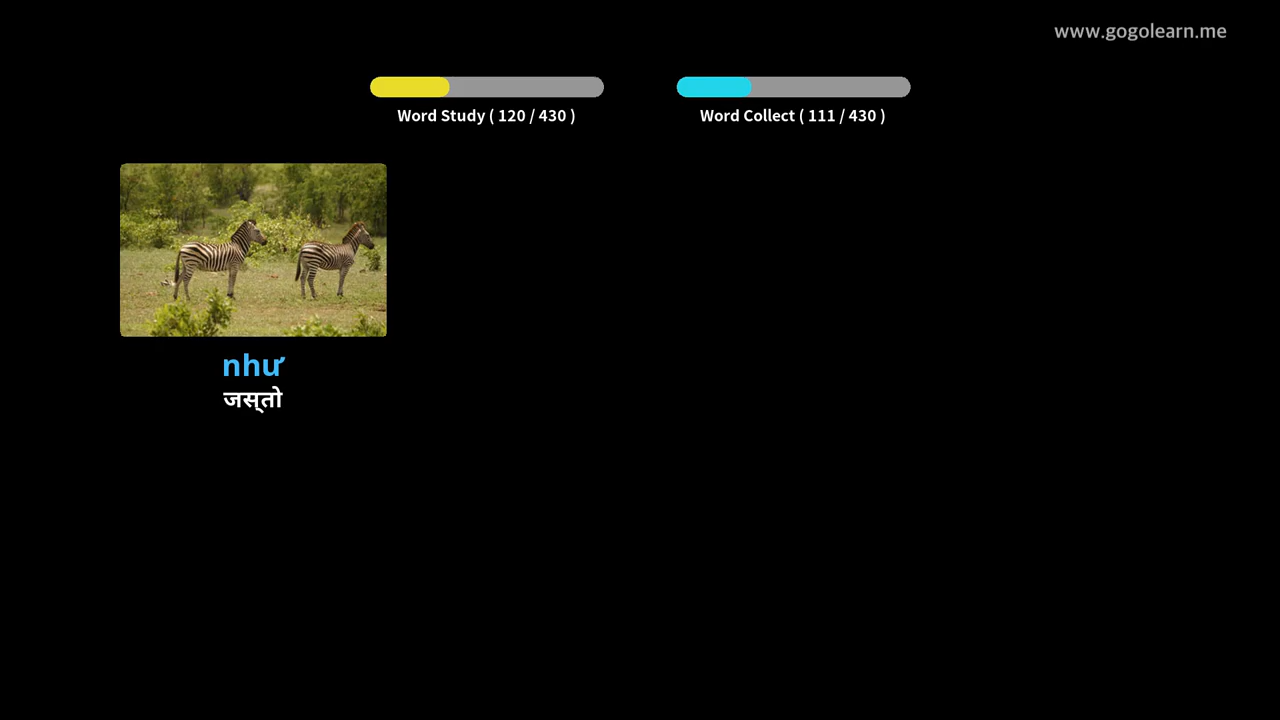 www.gogolearn.me
Word Study ( 120 / 430 )
Word Collect ( 111 / 430 )
như
जस्‌तो